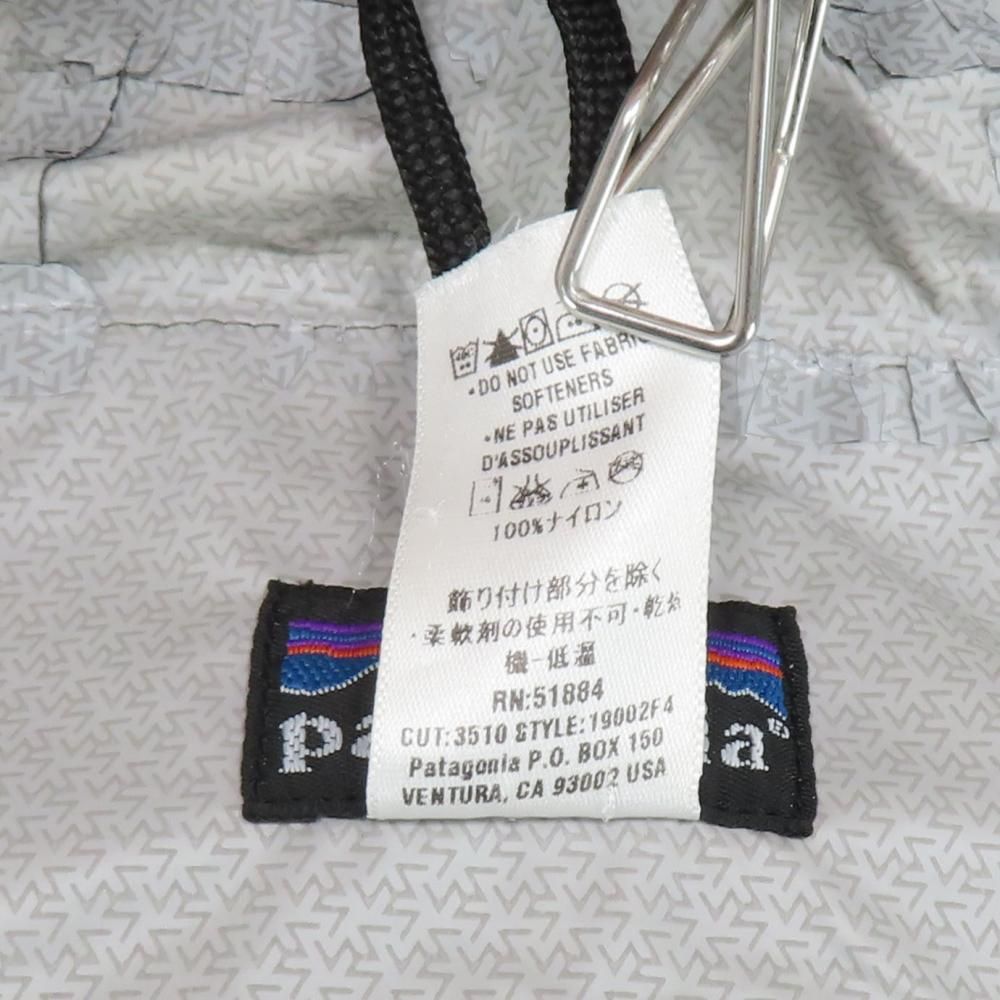 •DO NOT USE FABRIC
SOFTENERS
•NE PAS UTILISER
D'ASSOUPLISSANT
100%ナイロン
飾り付け部分を除く
・柔軟剤の使用不可・乾燥
機-低温
RN:51884
CUT:3510 STYLE:19002F4
Patagonia P.O. BOX 150
VENTURA, CA 93002 USA
pa na®